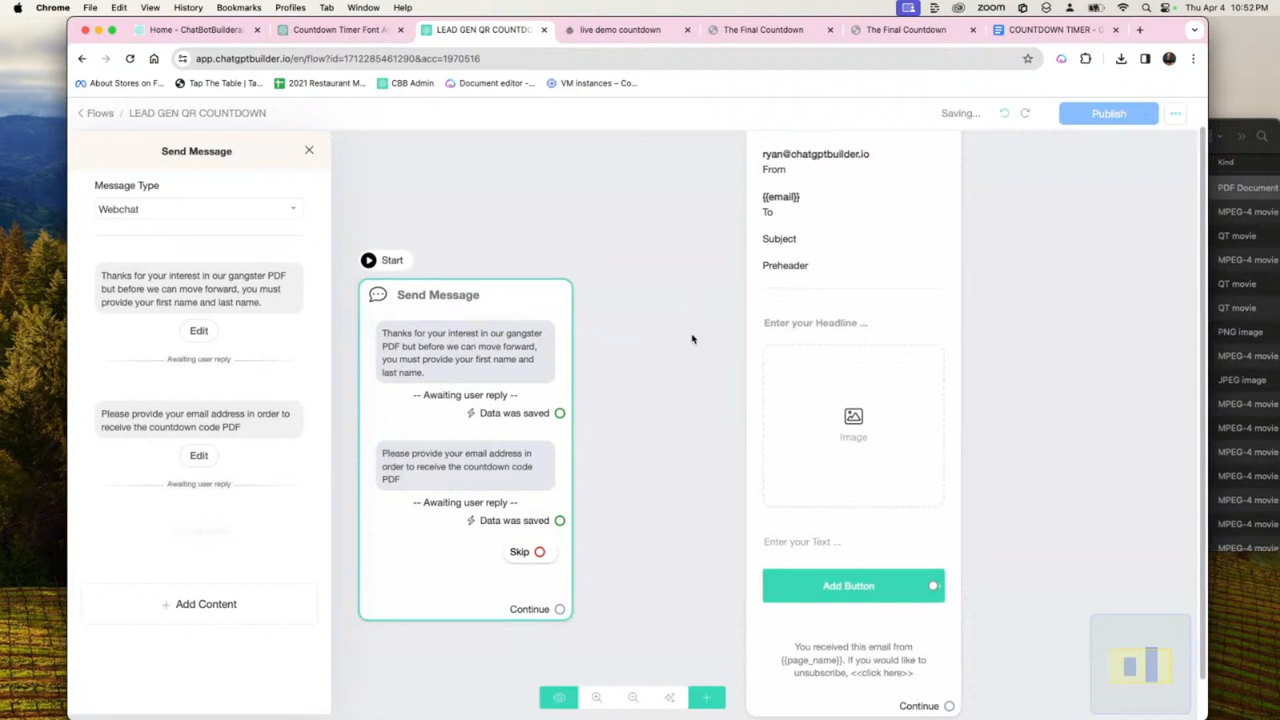 Chrome File Edit View History Bookmarks Profiles Tab Window Help
zoom Thu Apr 4 10:52 PM
Home - ChatBotBuildera
Countdown Timer Font A
LEAD GEN QR COUNTDO
live demo countdown
The Final Countdown
The Final Countdown
COUNTDOWN TIMER - G
app.chatgptbuilder.io/en/flow?id=1712285461290&acc=1970516
About Stores on F...
Tap The Table | Ta...
2021 Restaurant M...
CBB Admin
Document editor -...
VM instances – Co...
Flows / LEAD GEN QR COUNTDOWN
Saving...
Publish
Send Message
Message Type
Webchat
Thanks for your interest in our gangster PDF
but before we can move forward, you must
provide your first name and last name.
Edit
Awaiting user reply
Please provide your email address in order to
receive the countdown code PDF
Edit
Awaiting user reply
+ Add Content
Start
Send Message
Thanks for your interest in our gangster
PDF but before we can move forward,
you must provide your first name and
last name.
-- Awaiting user reply --
Data was saved
Please provide your email address in
order to receive the countdown code
PDF
-- Awaiting user reply --
Data was saved
Skip
Continue
ryan@chatgptbuilder.io
From
{{email}}
To
Subject
Preheader
Enter your Headline ...
Image
Enter your Text ...
Add Button
You received this email from
{{page_name}}. If you would like to
unsubscribe, <<click here>>
Continue
Kind
PDF Document
MPEG-4 movie
QT movie
MPEG-4 movie
QT movie
QT movie
PNG image
MPEG-4 movie
JPEG image
MPEG-4 movie
MPEG-4 movie
MPEG-4 movie
MPEG-4 movie
MPEG-4 movie
MPEG-4 movie
MPEG-4 movie